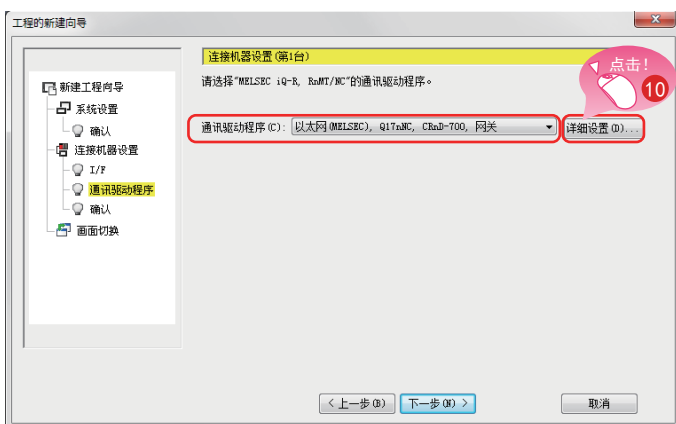 工程的新建向导
新建工程向导
系统设置
确认
连接机器设置
I/F
通讯驱动程序
确认
画面切换
连接机器设置(第1台)
请选择"MELSEC iQ-R, RnMT/NC"的通讯驱动程序。
通讯驱动程序(C): 以太网(MELSEC), Q17nNC, CRnD-700, 网关
详细设置(D)...
点击!
10
<上一步(B)
下一步(N)>
取消